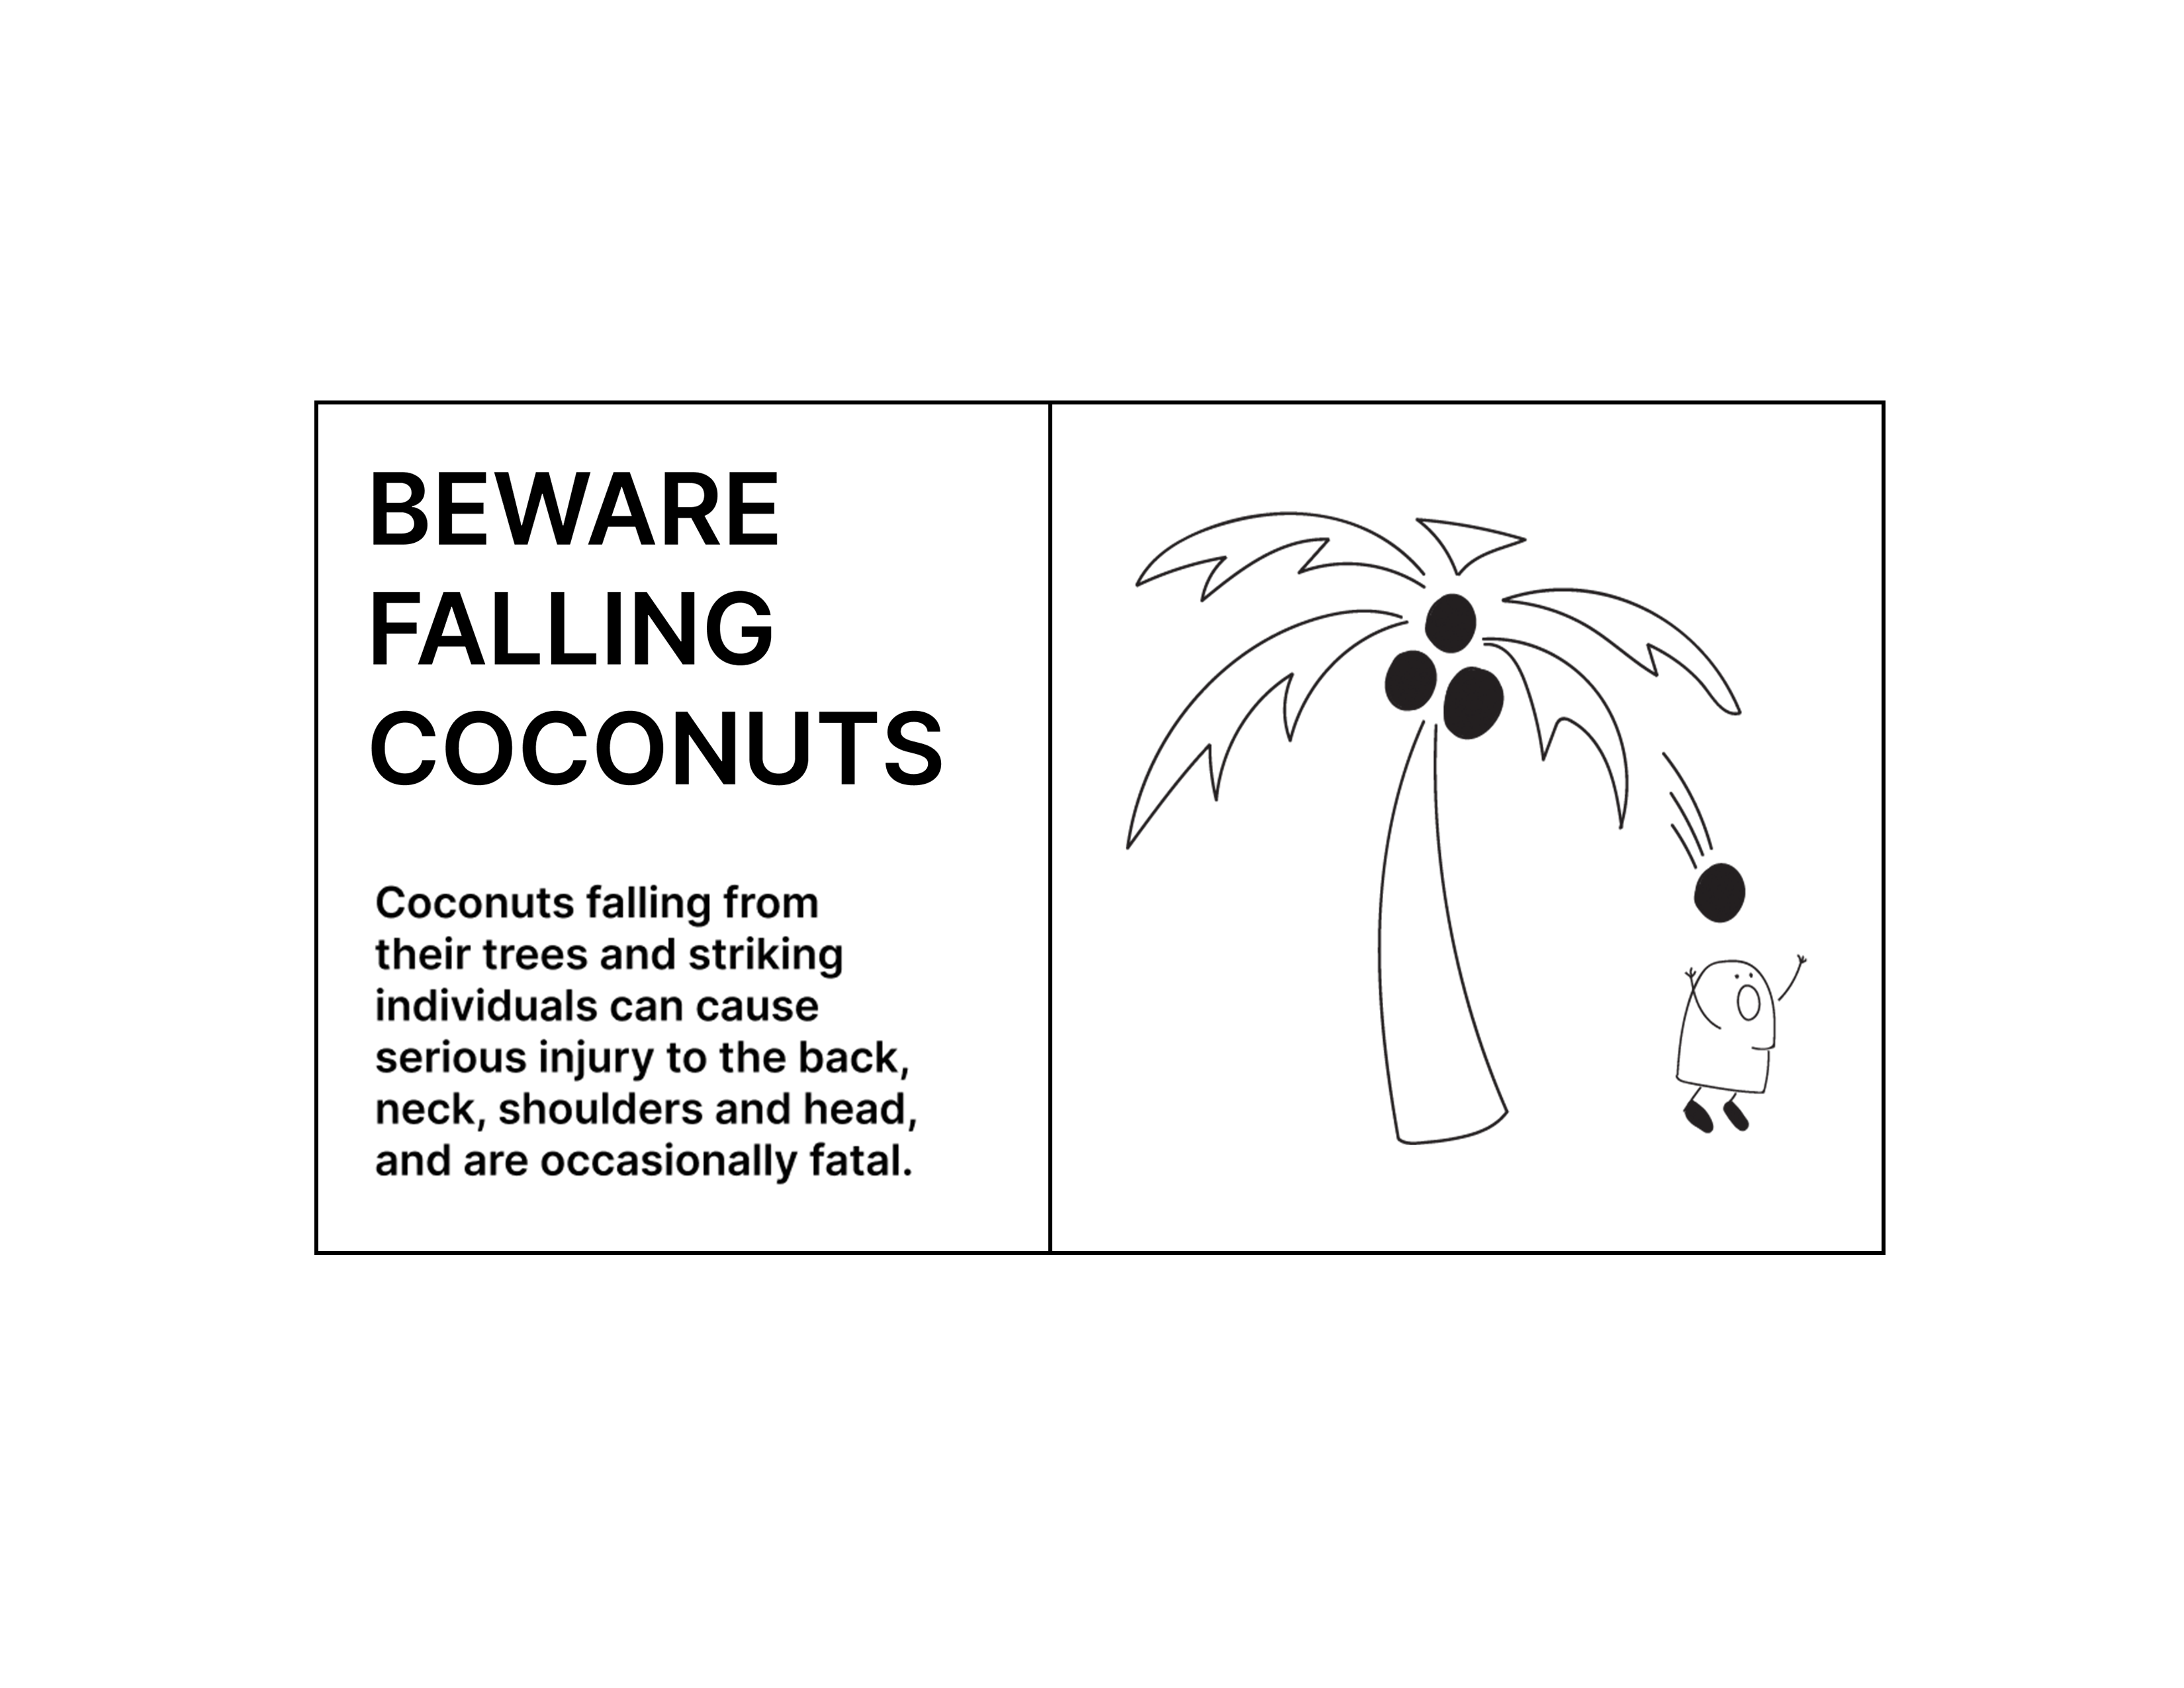 BEWARE
FALLING
COCONUTS
Coconuts falling from
their trees and striking
individuals can cause
serious injury to the back,
neck, shoulders and head,
and are occasionally fatal.